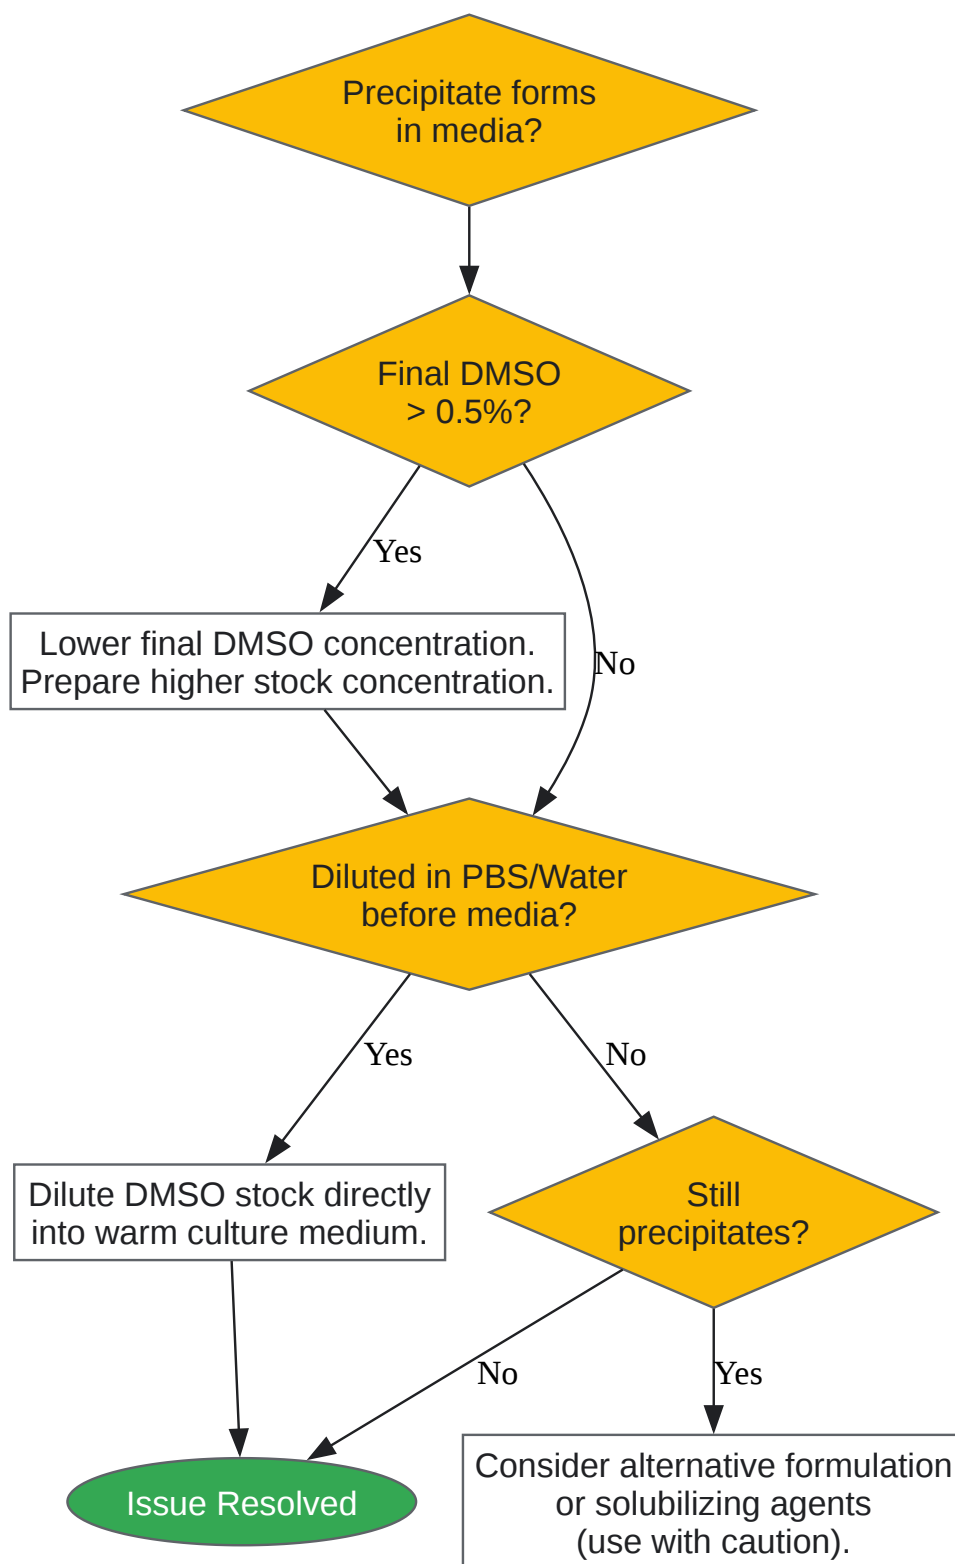 Precipitate forms
in media?
Final DMSO
> 0.5%?
Yes
No
Lower final DMSO concentration.
Prepare higher stock concentration.
Diluted in PBS/Water
before media?
Yes
No
Dilute DMSO stock directly
into warm culture medium.
Still
precipitates?
No
Yes
Issue Resolved
Consider alternative formulation
or solubilizing agents
(use with caution).